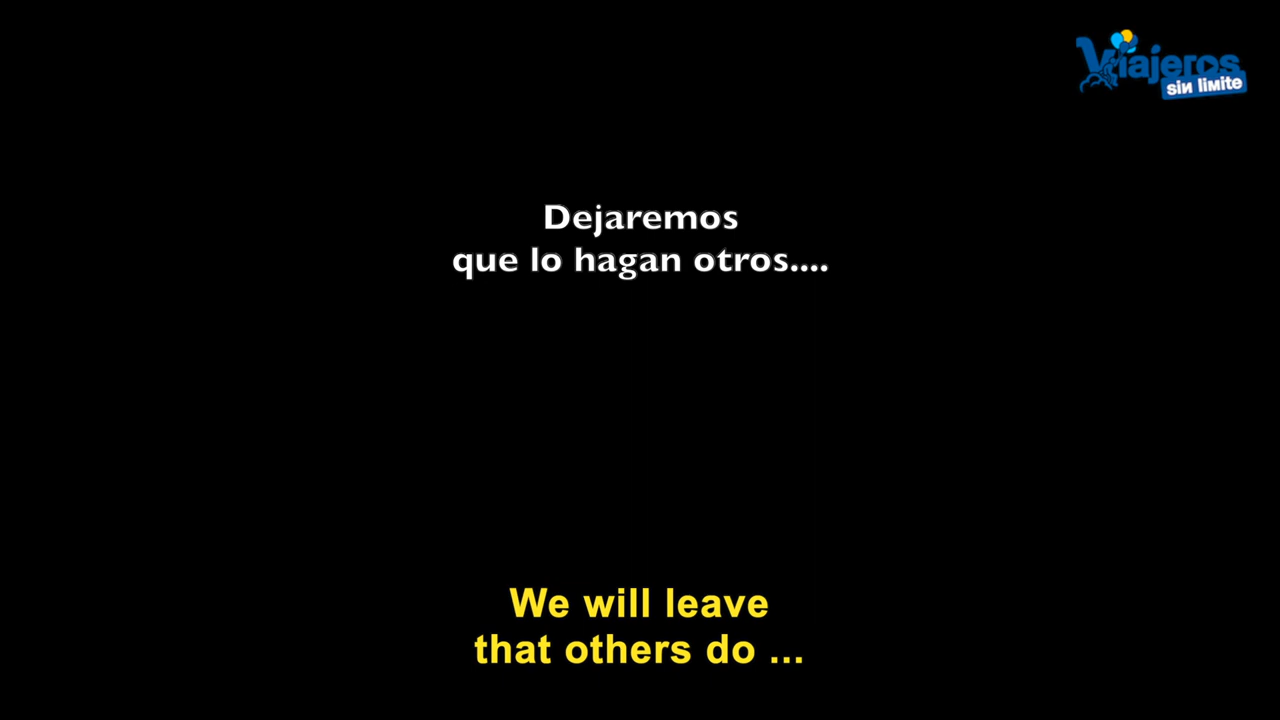 Viajeros
sin limite
Dejaremos
que lo hagan otros....
We will leave
that others do ...